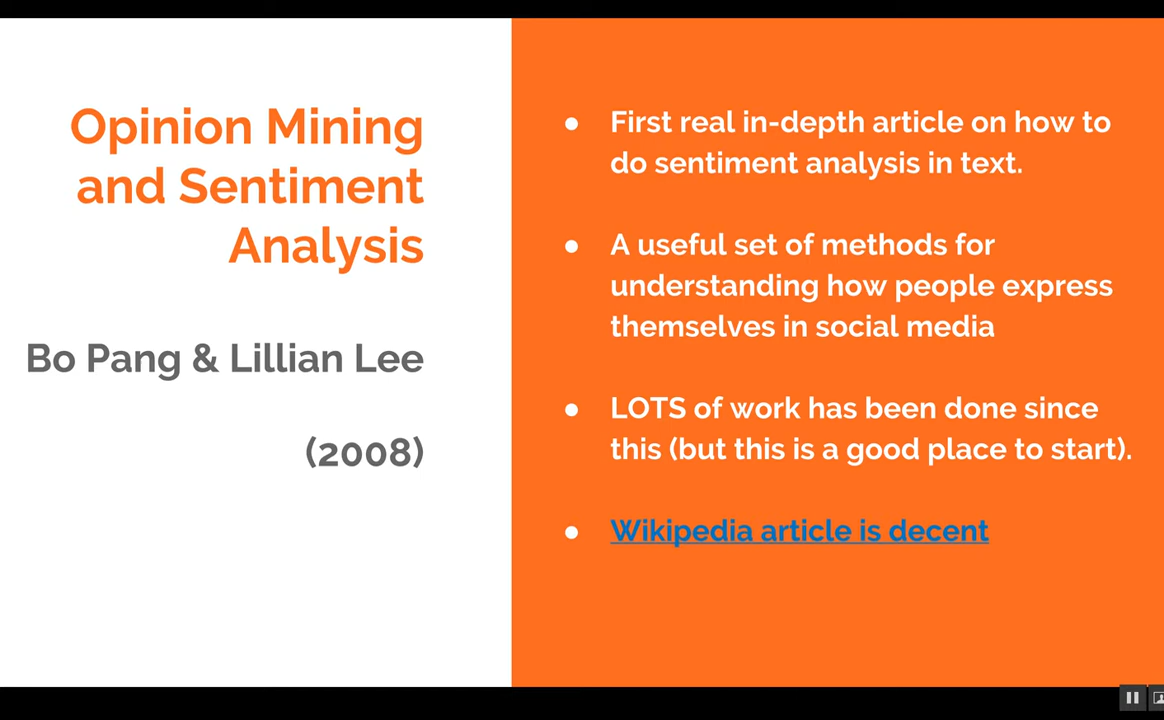 Opinion Mining
and Sentiment
Analysis
Bo Pang & Lillian Lee
(2008)
● First real in-depth article on how to
do sentiment analysis in text.
● A useful set of methods for
understanding how people express
themselves in social media
● LOTS of work has been done since
this (but this is a good place to start).
● Wikipedia article is decent